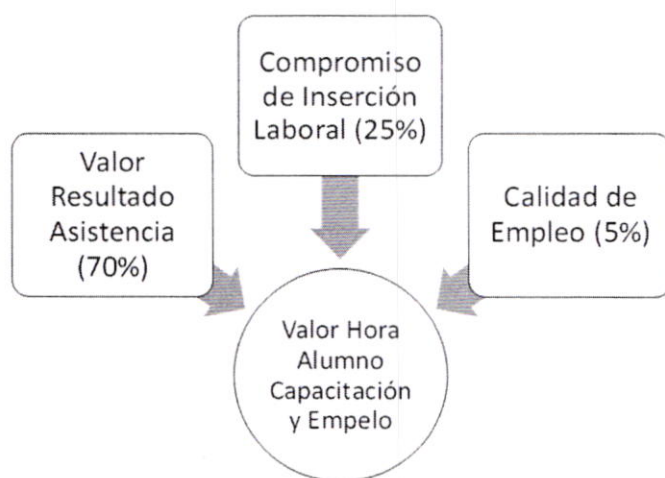 Compromiso
de Inserción
Laboral (25%)
Valor
Resultado
Asistencia
(70%)
Calidad de
Empleo (5%)
Valor Hora
Alumno
Capacitación
y Empelo